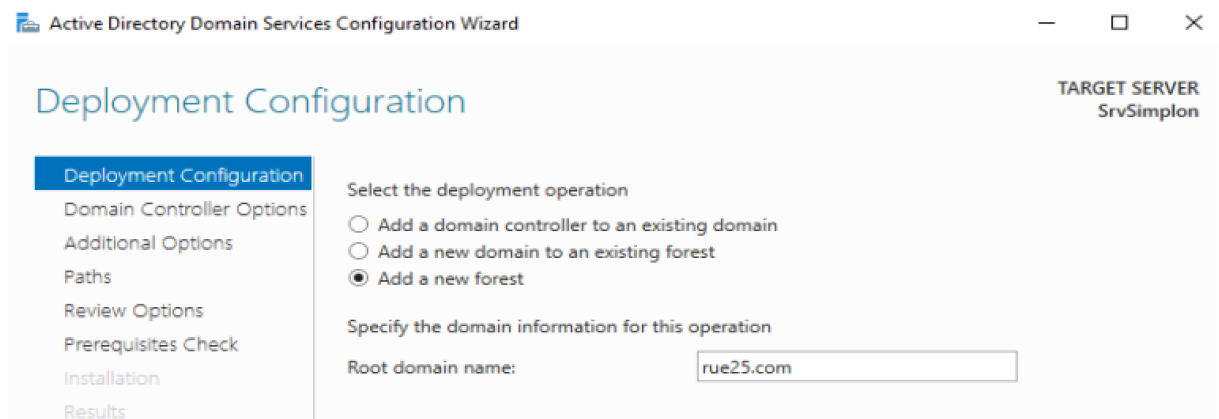 Active Directory Domain Services Configuration Wizard
Deployment Configuration
TARGET SERVER
SrvSimplon
Deployment Configuration
Domain Controller Options
Additional Options
Paths
Review Options
Prerequisites Check
Installation
Results
Select the deployment operation
Add a domain controller to an existing domain
Add a new domain to an existing forest
Add a new forest
Specify the domain information for this operation
Root domain name: rue25.com